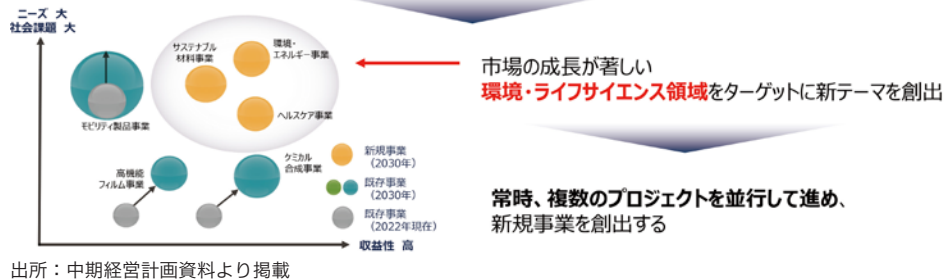 ニーズ 大
社会課題 大
サステナブル
材料事業
環境・
エネルギー事業
ヘルスケア事業
モビリティ製品事業
高機能
フィルム事業
ケミカル
合成事業
新規事業
（2030年）
既存事業
（2030年）
既存事業
（2022年現在）
収益性 高
市場の成長が著しい
環境・ライフサイエンス領域をターゲットに新テーマを創出
常時、複数のプロジェクトを並行して進め、
新規事業を創出する
出所：中期経営計画資料より掲載